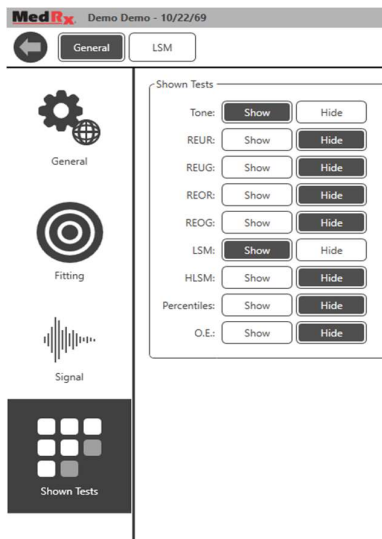 MedRx Demo Demo - 10/22/69
General LSM
General
Fitting
Signal
Shown Tests
Shown Tests
Tone: Show Hide
REUR: Show Hide
REUG: Show Hide
REOR: Show Hide
REOG: Show Hide
LSM: Show Hide
HLSM: Show Hide
Percentiles: Show Hide
O.E.: Show Hide